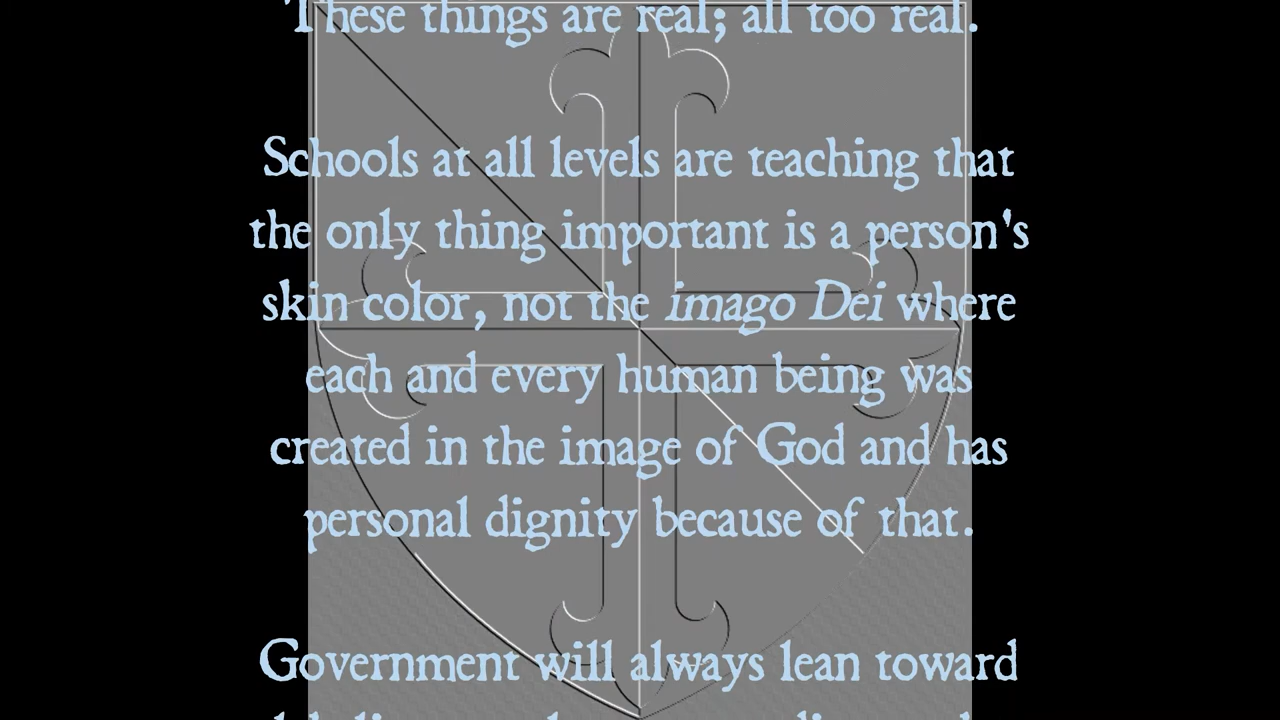 These things are real; all too real.
Schools at all levels are teaching that
the only thing important is a person's
skin color, not the imago Dei where
each and every human being was
created in the image of God and has
personal dignity because of that.
Government will always lean toward